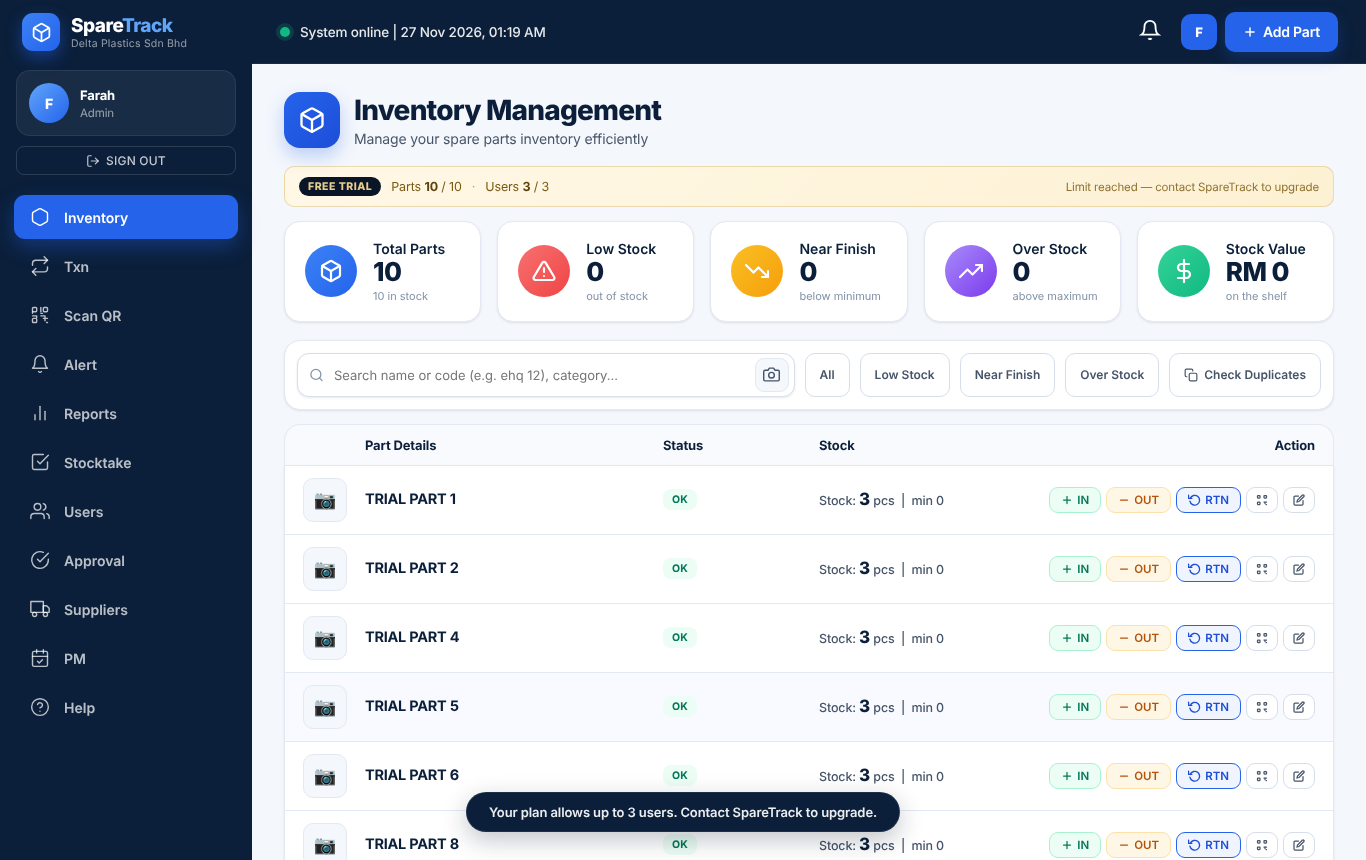 SpareTrack
Delta Plastics Sdn Bhd
System online | 27 Nov 2026, 01:19 AM
F
+ Add Part
F
Farah
Admin
SIGN OUT
Inventory
Txn
Scan QR
Alert
Reports
Stocktake
Users
Approval
Suppliers
PM
Help
Inventory Management
Manage your spare parts inventory efficiently
FREE TRIAL Parts 10 / 10 · Users 3 / 3
Limit reached — contact SpareTrack to upgrade
Total Parts
10
10 in stock
Low Stock
0
out of stock
Near Finish
0
below minimum
Over Stock
0
above maximum
Stock Value
RM 0
on the shelf
Search name or code (e.g. ehq 12), category...
All
Low Stock
Near Finish
Over Stock
Check Duplicates
Part Details Status Stock Action
TRIAL PART 1 OK Stock: 3 pcs | min 0 + IN − OUT RTN
TRIAL PART 2 OK Stock: 3 pcs | min 0 + IN − OUT RTN
TRIAL PART 4 OK Stock: 3 pcs | min 0 + IN − OUT RTN
TRIAL PART 5 OK Stock: 3 pcs | min 0 + IN − OUT RTN
TRIAL PART 6 OK Stock: 3 pcs | min 0 + IN − OUT RTN
Your plan allows up to 3 users. Contact SpareTrack to upgrade.
TRIAL PART 8 OK Stock: 3 pcs | min 0 + IN − OUT RTN